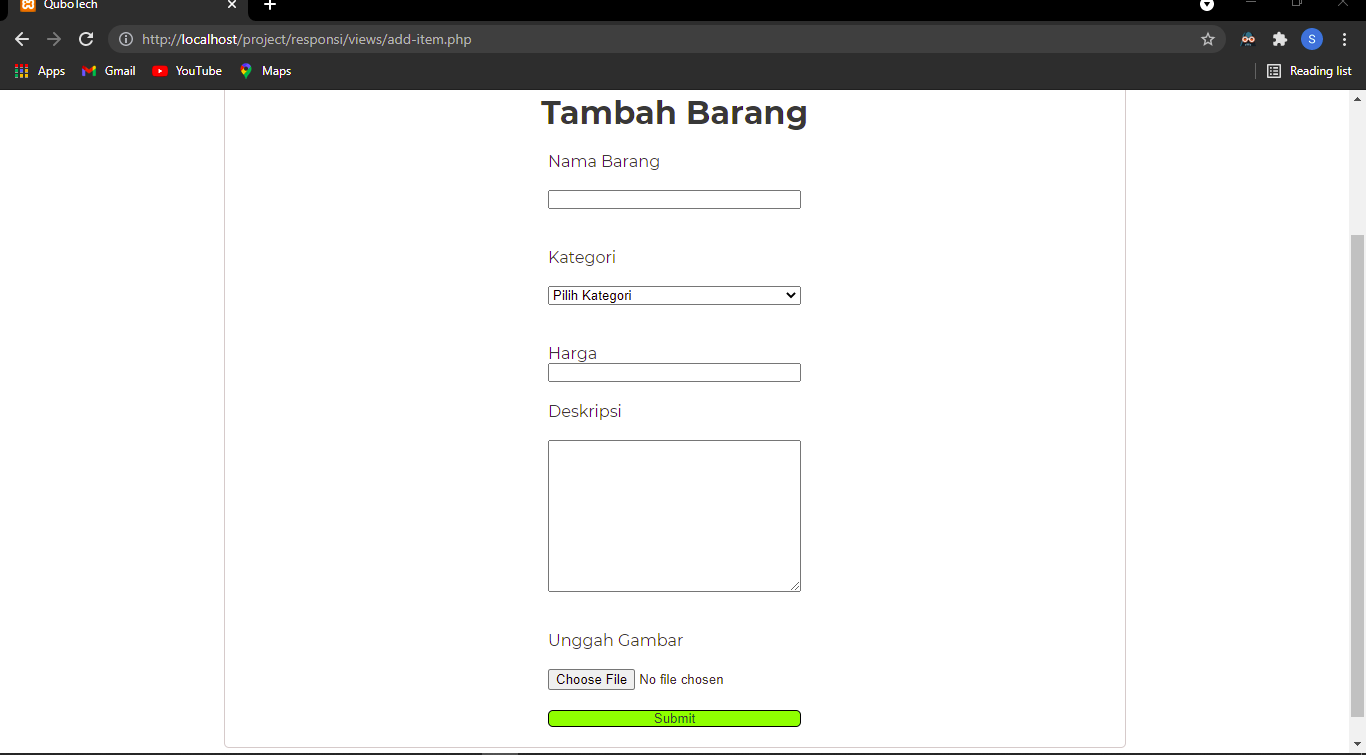 QuboTech
http://localhost/project/responsi/views/add-item.php
S
Apps Gmail YouTube Maps Reading list
Tambah Barang
Nama Barang
Kategori
Pilih Kategori
Harga
Deskripsi
Unggah Gambar
Choose File No file chosen
Submit